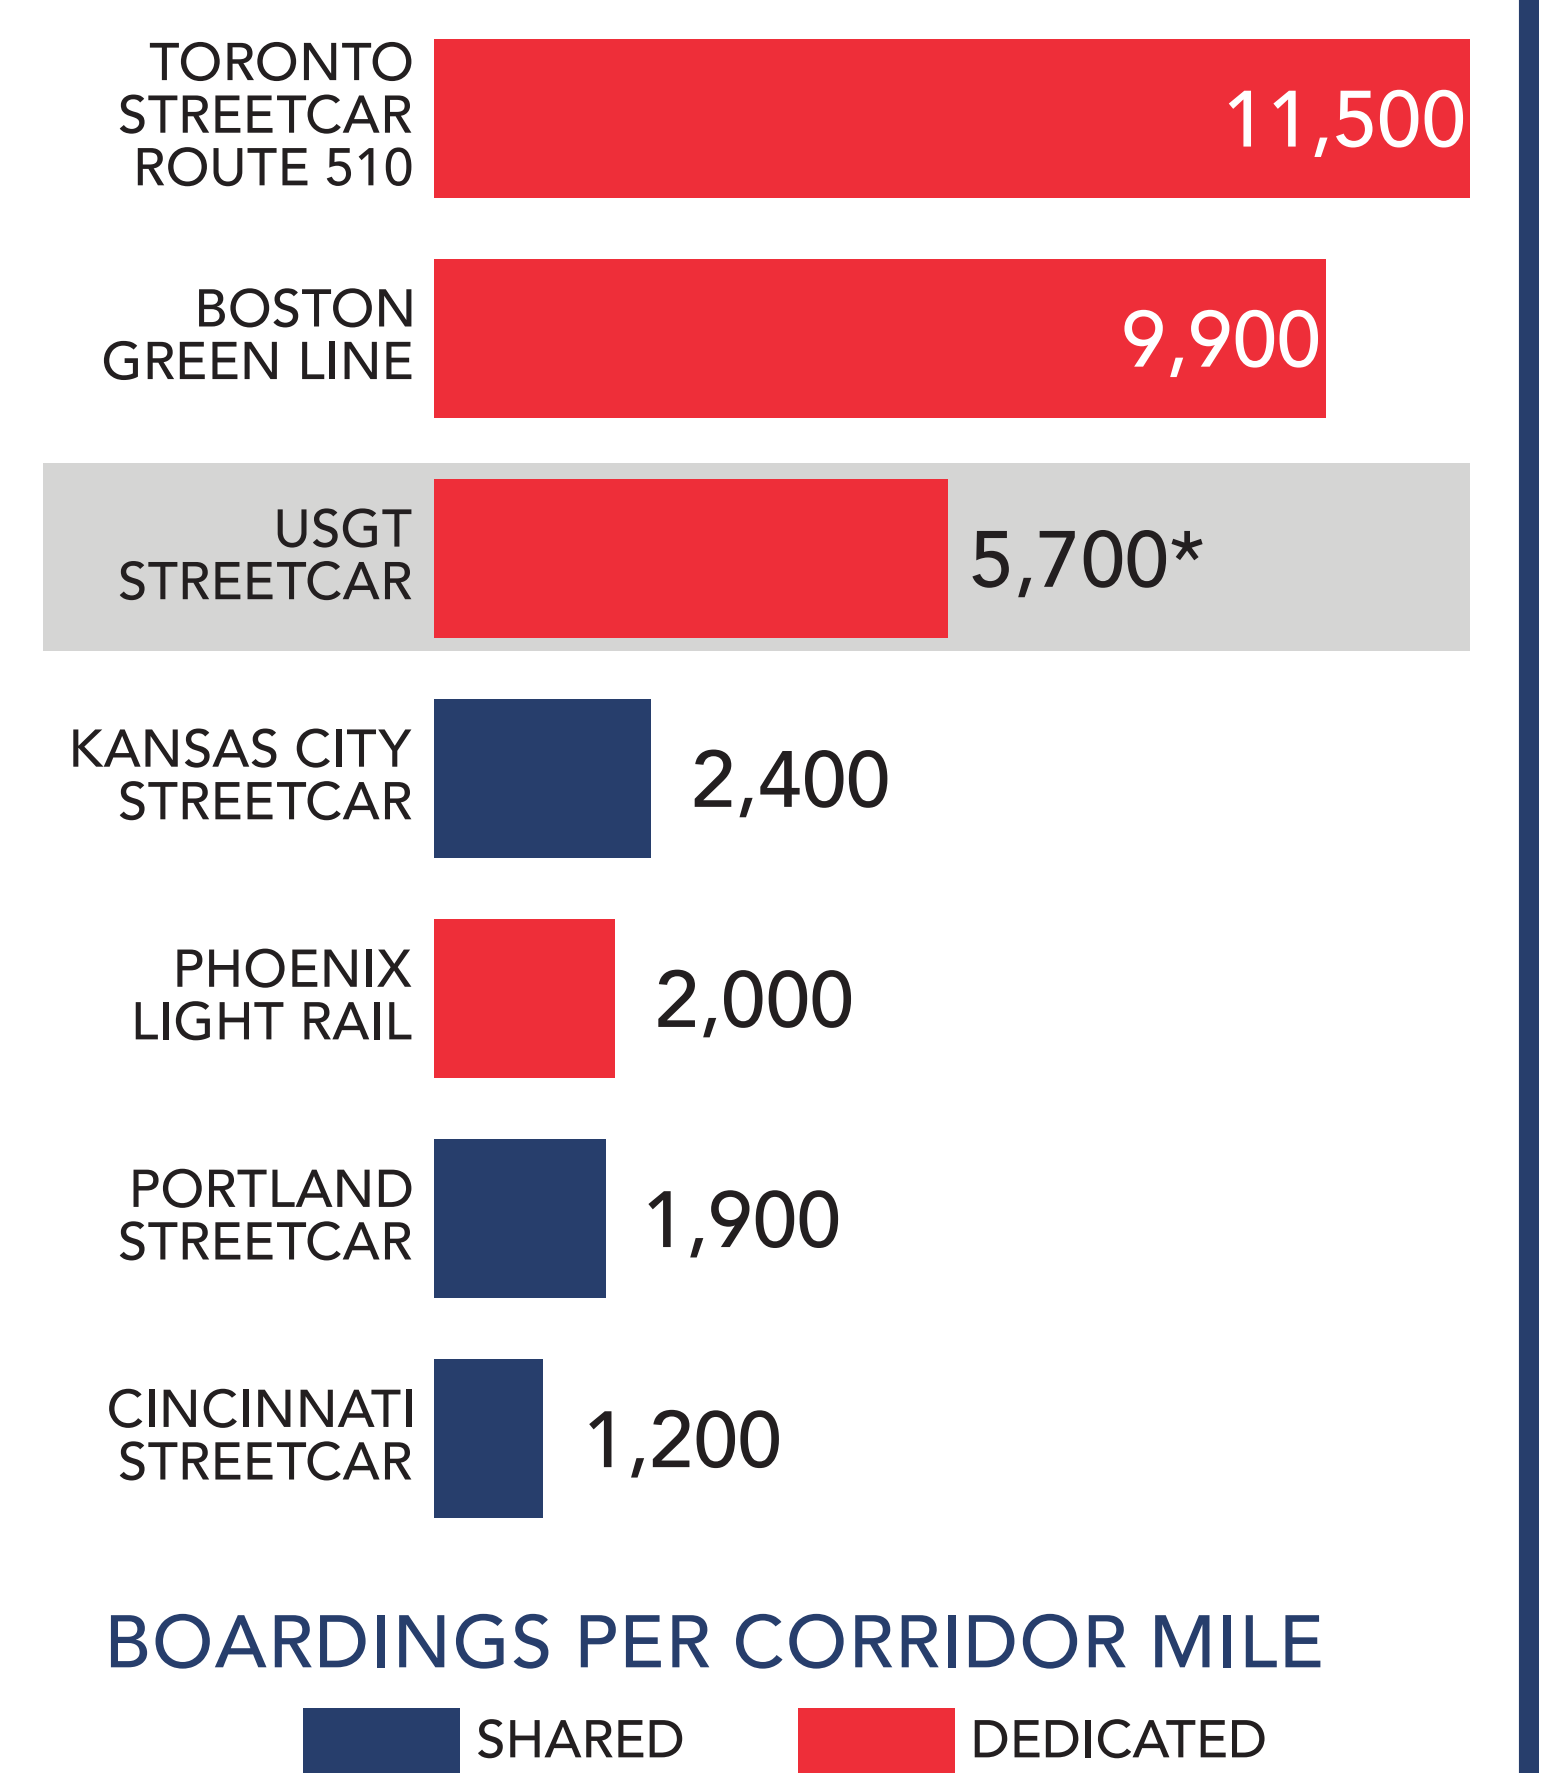 TORONTO
STREETCAR
ROUTE 510
11,500
BOSTON
GREEN LINE
9,900
USGT
STREETCAR
5,700*
KANSAS CITY
STREETCAR
2,400
PHOENIX
LIGHT RAIL
2,000
PORTLAND
STREETCAR
1,900
CINCINNATI
STREETCAR
1,200
BOARDINGS PER CORRIDOR MILE
SHARED
DEDICATED